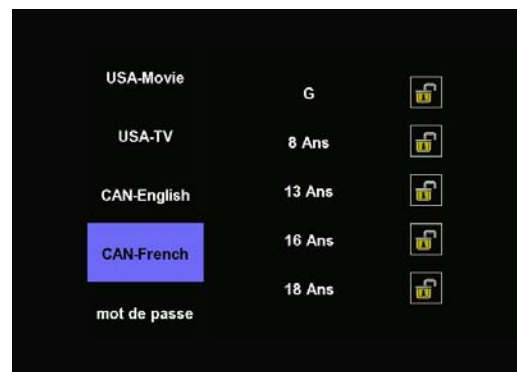 USA-Movie
USA-TV
CAN-English
CAN-French
mot de passe
G
8 Ans
13 Ans
16 Ans
18 Ans